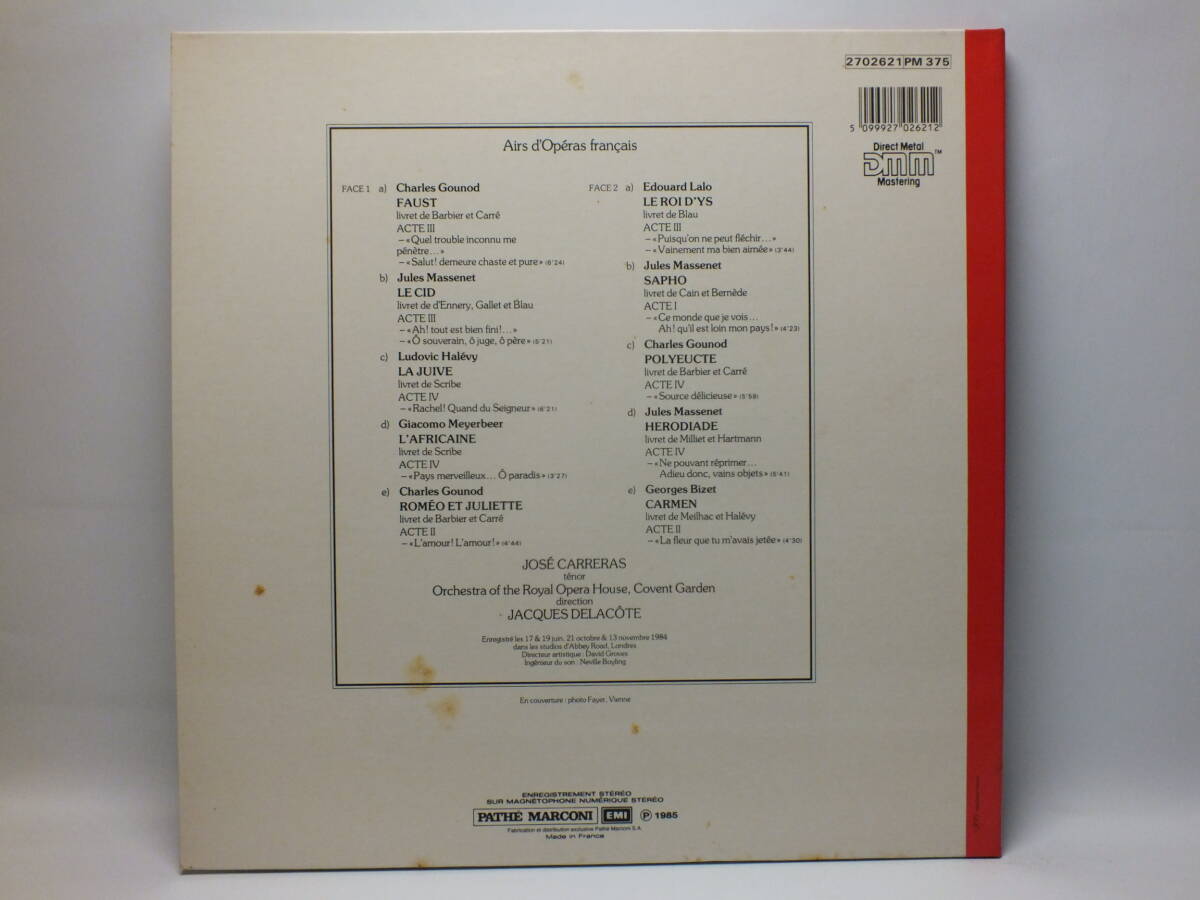 2702621 PM 375
5 099927 026212
Direct Metal
DMM™
Mastering
Airs d'Opéras français
FACE 1 a) Charles Gounod
FAUST
livret de Barbier et Carré
ACTE III
– «Quel trouble inconnu me
pénètre...»
– «Salut! demeure chaste et pure» (6'24)
b) Jules Massenet
LE CID
livret de d'Ennery, Gallet et Blau
ACTE III
– «Ah! tout est bien fini!...»
– «Ô souverain, ô juge, ô père» (5'21)
c) Ludovic Halévy
LA JUIVE
livret de Scribe
ACTE IV
– «Rachel! Quand du Seigneur» (6'21)
d) Giacomo Meyerbeer
L'AFRICAINE
livret de Scribe
ACTE IV
– «Pays merveilleux... Ô paradis» (3'27)
e) Charles Gounod
ROMÉO ET JULIETTE
livret de Barbier et Carré
ACTE II
– «L'amour! L'amour!» (4'44)
FACE 2 a) Edouard Lalo
LE ROI D'YS
livret de Blau
ACTE III
– «Puisqu'on ne peut fléchir...»
– «Vainement ma bien aimée» (3'44)
b) Jules Massenet
SAPHO
livret de Cain et Bernède
ACTE I
– «Ce monde que je vois...
Ah! qu'il est loin mon pays!» (4'23)
c) Charles Gounod
POLYEUCTE
livret de Barbier et Carré
ACTE IV
– «Source délicieuse» (5'59)
d) Jules Massenet
HERODIADE
livret de Milliet et Hartmann
ACTE IV
– «Ne pouvant réprimer...
Adieu donc, vains objets» (5'41)
e) Georges Bizet
CARMEN
livret de Meilhac et Halévy
ACTE II
– «La fleur que tu m'avais jetée» (4'30)
JOSÉ CARRERAS
ténor
Orchestra of the Royal Opera House, Covent Garden
direction
JACQUES DELACÔTE
Enregistré les 17 & 19 juin, 21 octobre & 13 novembre 1984
dans les studios d'Abbey Road, Londres
Directeur artistique : David Groves
Ingénieur du son : Neville Boyling
En couverture : photo Fayer, Vienne
ENREGISTREMENT STÉRÉO
SUR MAGNÉTOPHONE NUMÉRIQUE STÉRÉO
PATHÉ MARCONI EMI ℗ 1985
Fabrication et distribution exclusive Pathé Marconi S.A.
Made in France